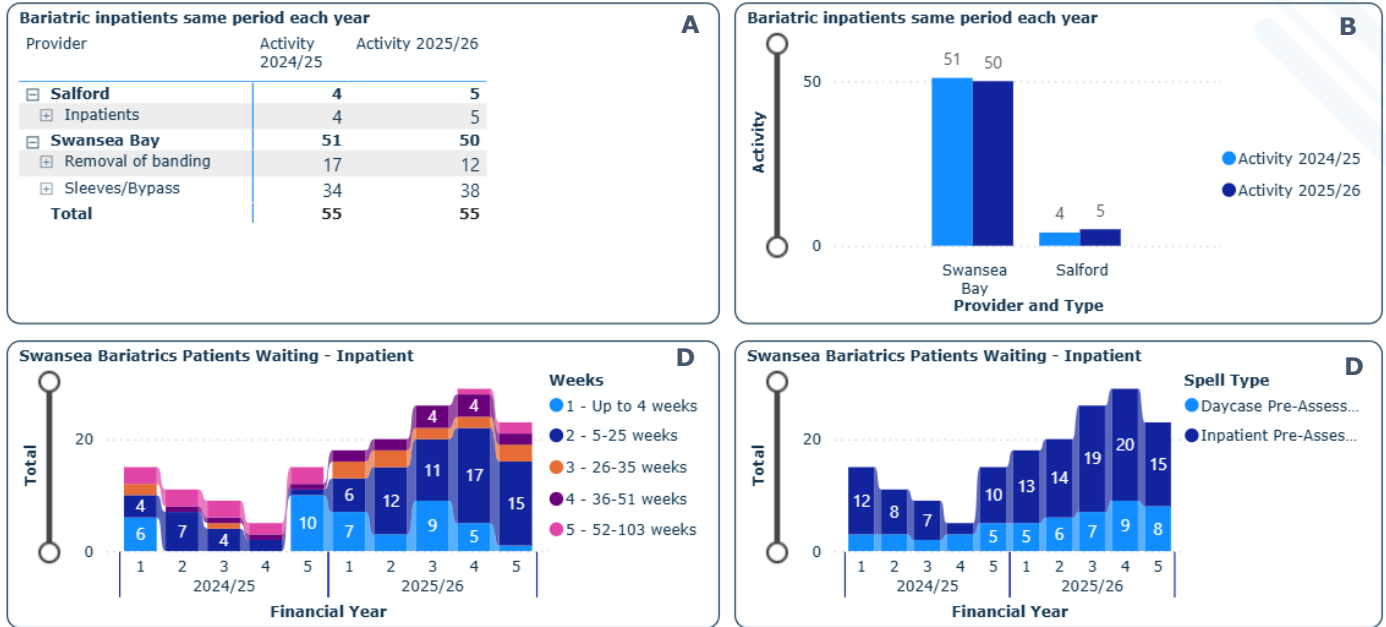 Bariatric inpatients same period each year
A
Provider Activity 2024/25 Activity 2025/26
Salford 4 5
Inpatients 4 5
Swansea Bay 51 50
Removal of banding 17 12
Sleeves/Bypass 34 38
Total 55 55
Bariatric inpatients same period each year
B
51 50
50
4 5
0
Activity
Swansea
Bay
Salford
Provider and Type
Activity 2024/25
Activity 2025/26
Swansea Bariatrics Patients Waiting - Inpatient
D
Total
20
0
6 4
7
4
10
7 6
12
9 11 4
5 17 4
15
1 2 3 4 5 1 2 3 4 5
2024/25 2025/26
Financial Year
Weeks
1 - Up to 4 weeks
2 - 5-25 weeks
3 - 26-35 weeks
4 - 36-51 weeks
5 - 52-103 weeks
Swansea Bariatrics Patients Waiting - Inpatient
D
Total
20
0
12 8 7 10 13 14 19 20 15
5 5 6 7 9 8
1 2 3 4 5 1 2 3 4 5
2024/25 2025/26
Financial Year
Spell Type
Daycase Pre-Assess...
Inpatient Pre-Asses...